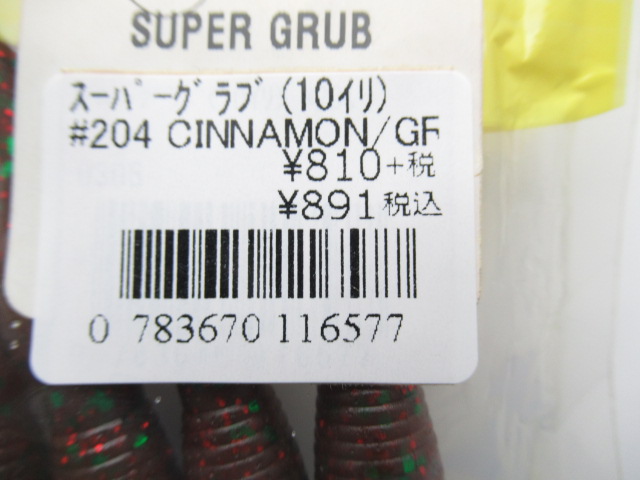 SUPER GRUB
ｽｰﾊﾟｰｸﾞﾗﾌﾞ(10ｲﾘ)
#204 CINNAMON/GR
¥810+税
¥891税込
0 783670 116577